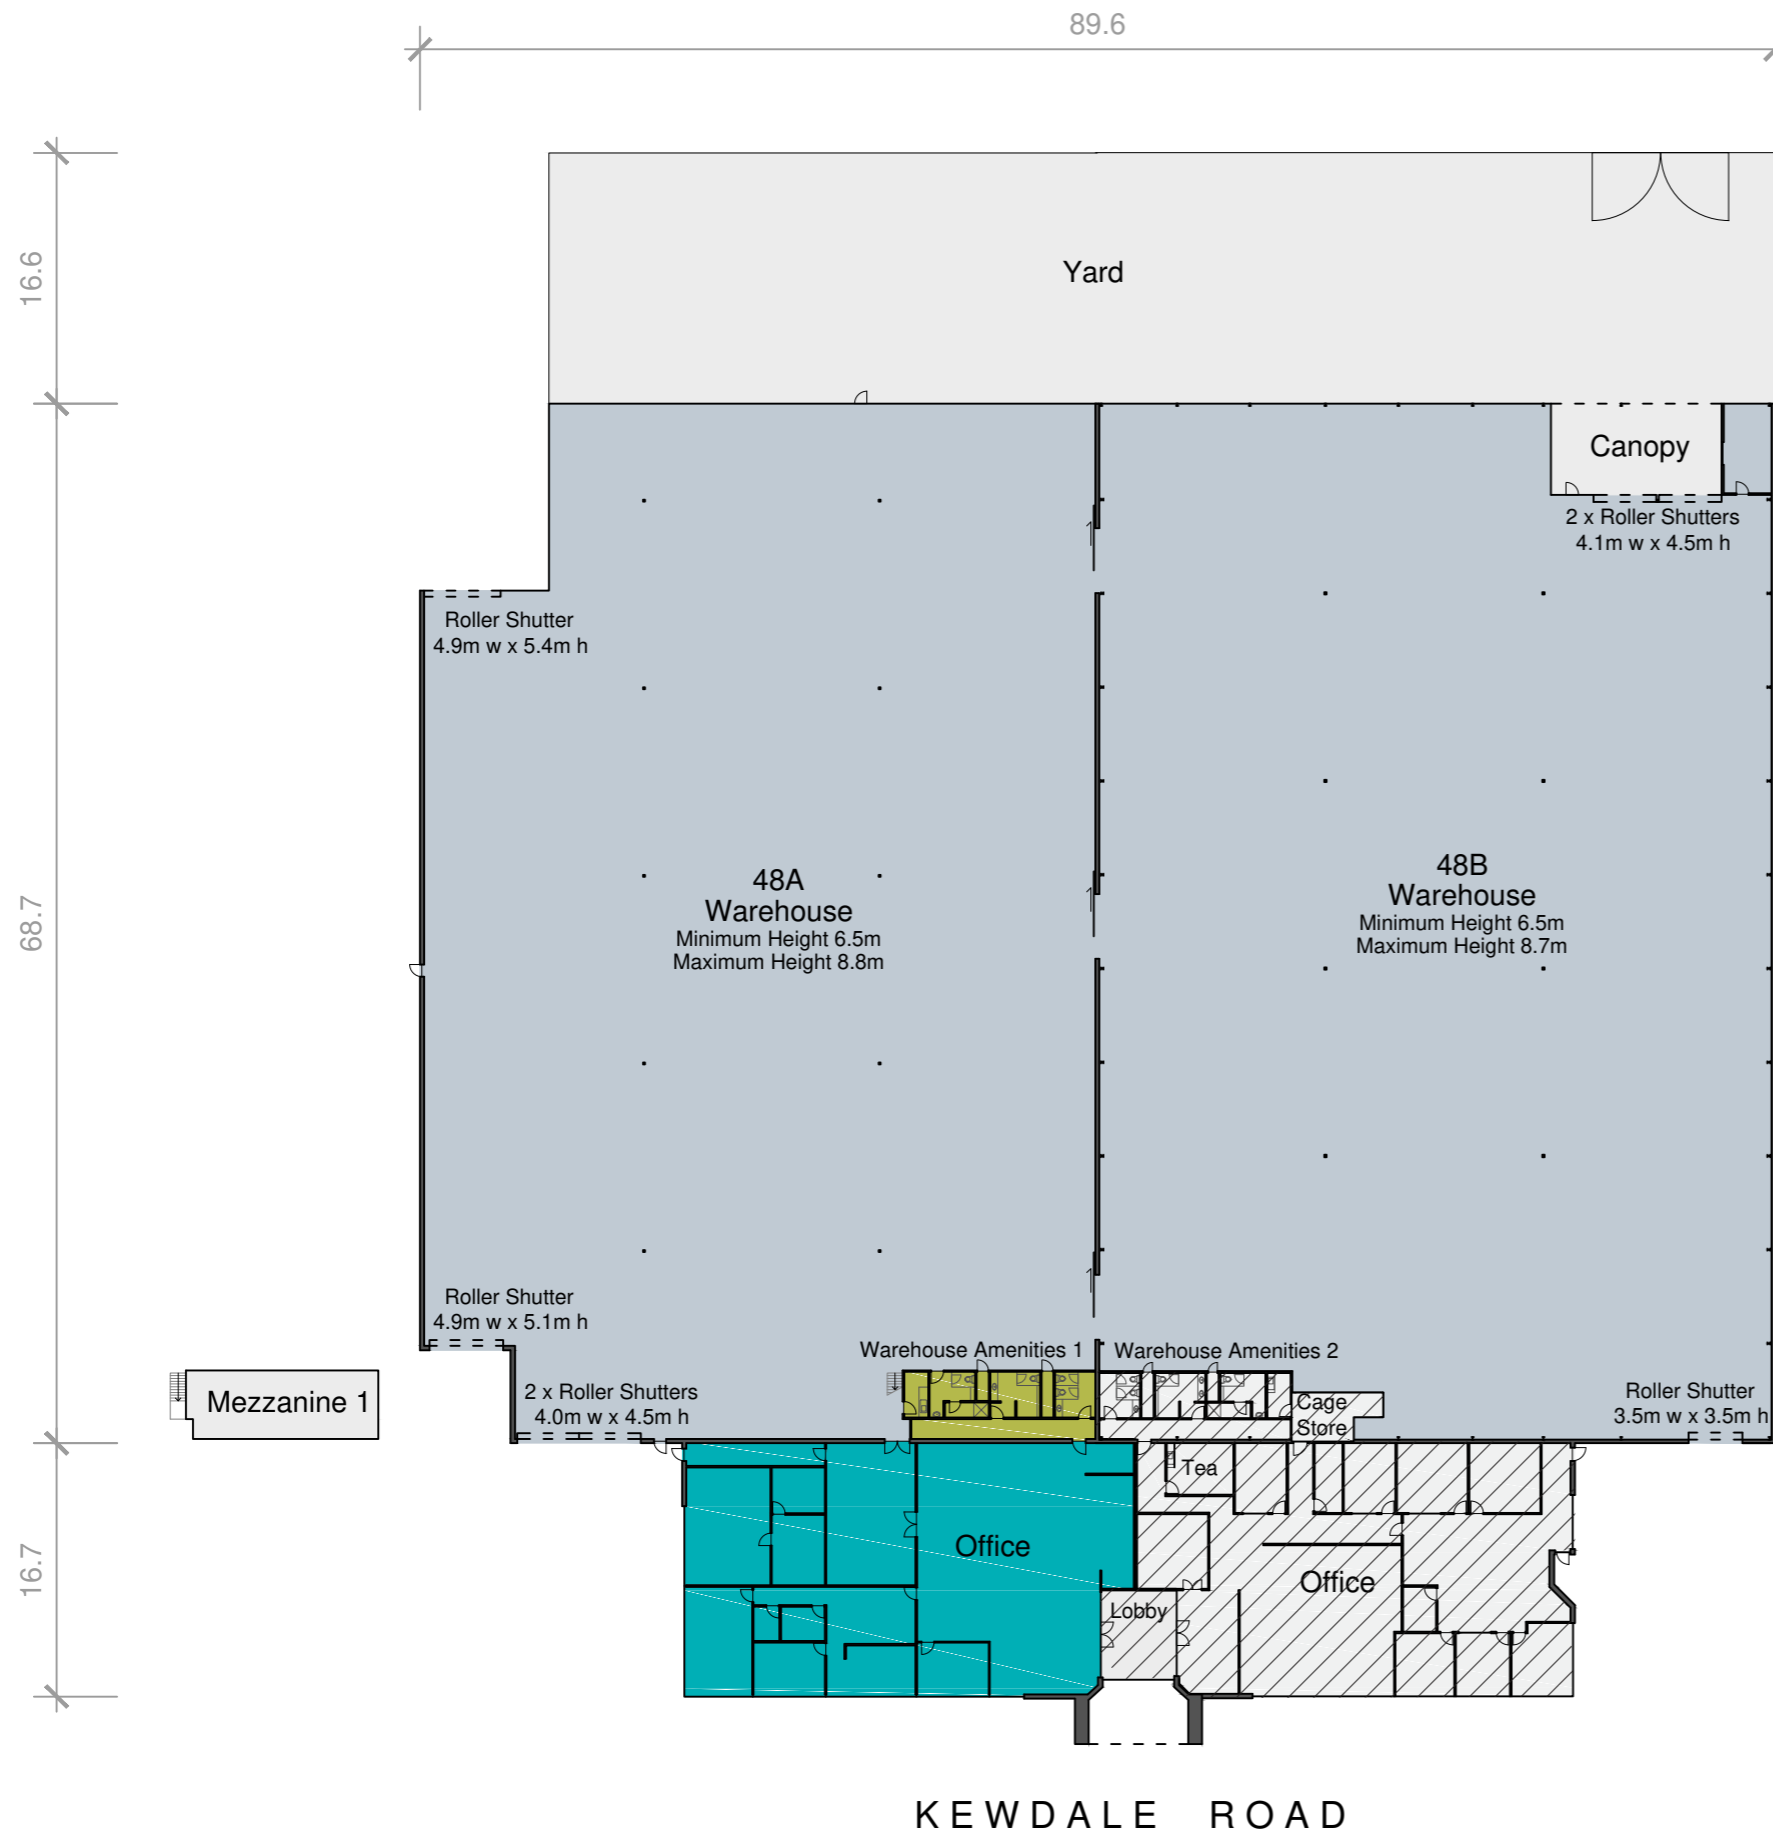 89.6
16.6
Yard
Canopy
2 x Roller Shutters
4.1m w x 4.5m h
Roller Shutter
4.9m w x 5.4m h
68.7
48A
Warehouse
Minimum Height 6.5m
Maximum Height 8.8m
48B
Warehouse
Minimum Height 6.5m
Maximum Height 8.7m
Roller Shutter
4.9m w x 5.1m h
Warehouse Amenities 1
Warehouse Amenities 2
Mezzanine 1
2 x Roller Shutters
4.0m w x 4.5m h
Cage
Store
Roller Shutter
3.5m w x 3.5m h
Tea
16.7
Office
Office
Lobby
KEWDALE ROAD